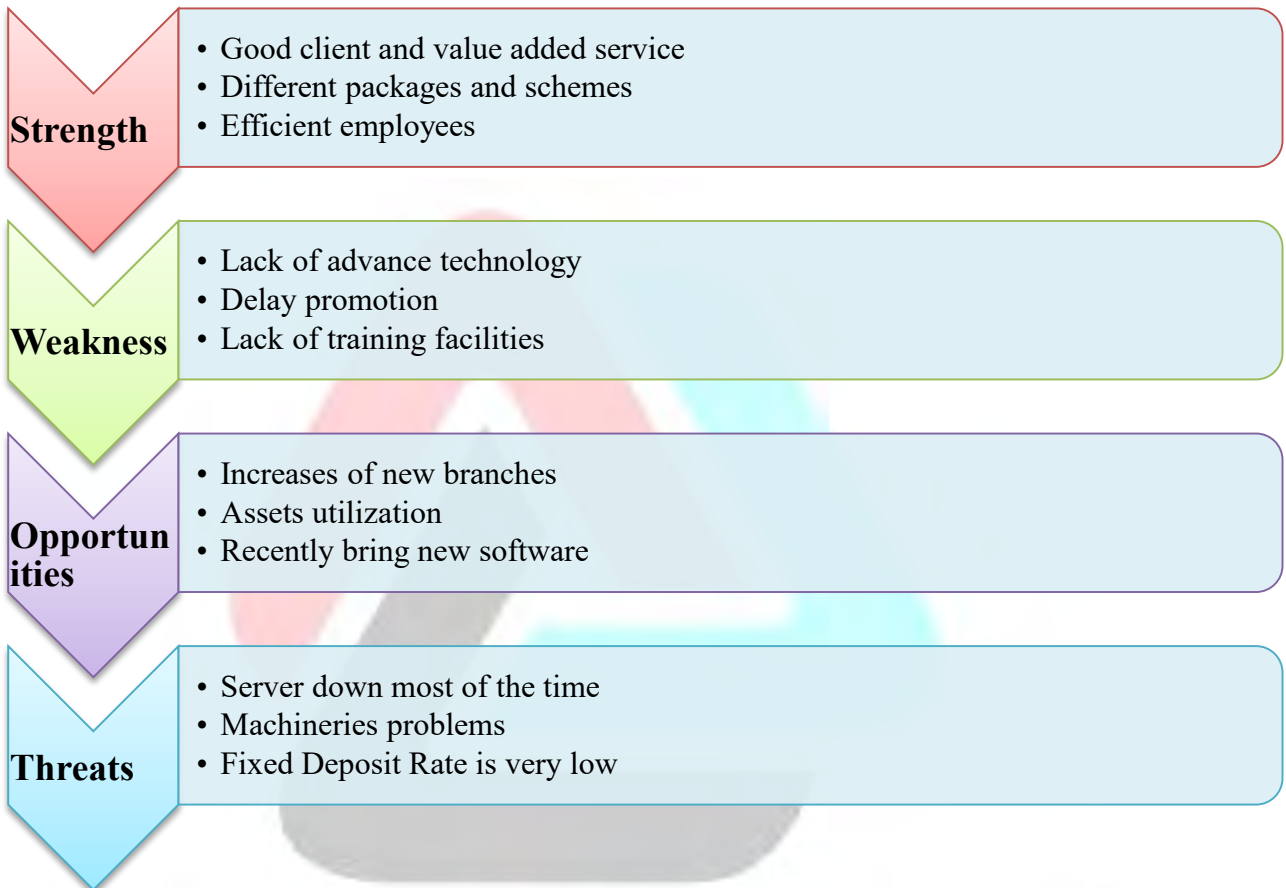 Strength
• Good client and value added service
• Different packages and schemes
• Efficient employees
Weakness
• Lack of advance technology
• Delay promotion
• Lack of training facilities
Opportun
ities
• Increases of new branches
• Assets utilization
• Recently bring new software
Threats
• Server down most of the time
• Machineries problems
• Fixed Deposit Rate is very low